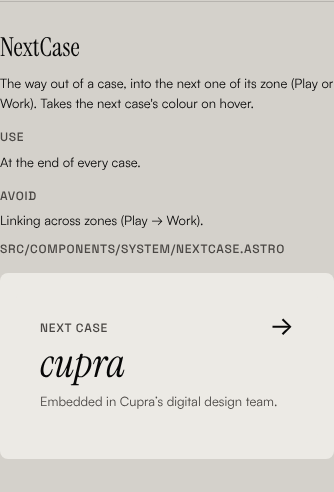 NextCase
The way out of a case, into the next one of its zone (Play or
Work). Takes the next case's colour on hover.
USE
At the end of every case.
AVOID
Linking across zones (Play → Work).
SRC/COMPONENTS/SYSTEM/NEXTCASE.ASTRO
NEXT CASE →
cupra
Embedded in Cupra's digital design team.